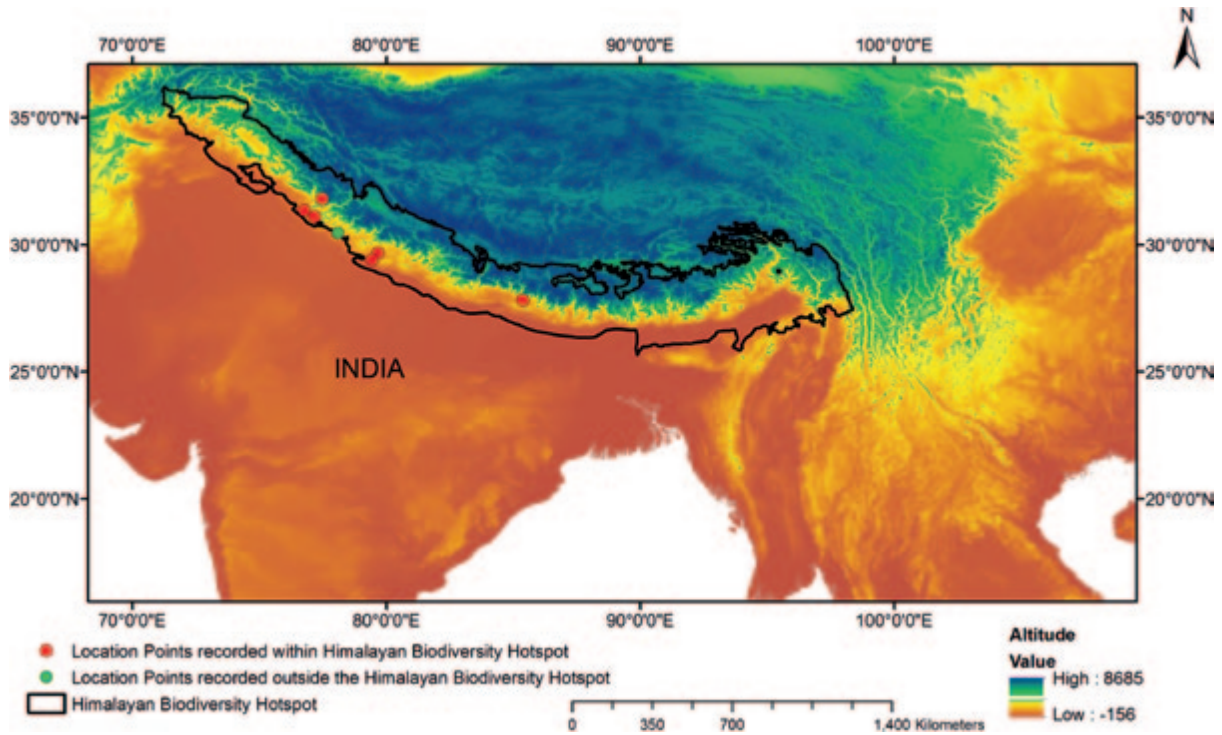 N
70°0'0"E 80°0'0"E 90°0'0"E 100°0'0"E
35°0'0"N 35°0'0"N
30°0'0"N 30°0'0"N
INDIA
25°0'0"N 25°0'0"N
20°0'0"N 20°0'0"N
70°0'0"E 80°0'0"E 90°0'0"E 100°0'0"E
Location Points recorded within Himalayan Biodiversity Hotspot
Location Points recorded outside the Himalayan Biodiversity Hotspot
Himalayan Biodiversity Hotspot
0 350 700 1,400 Kilometers
Altitude
Value
High : 8685
Low : -156